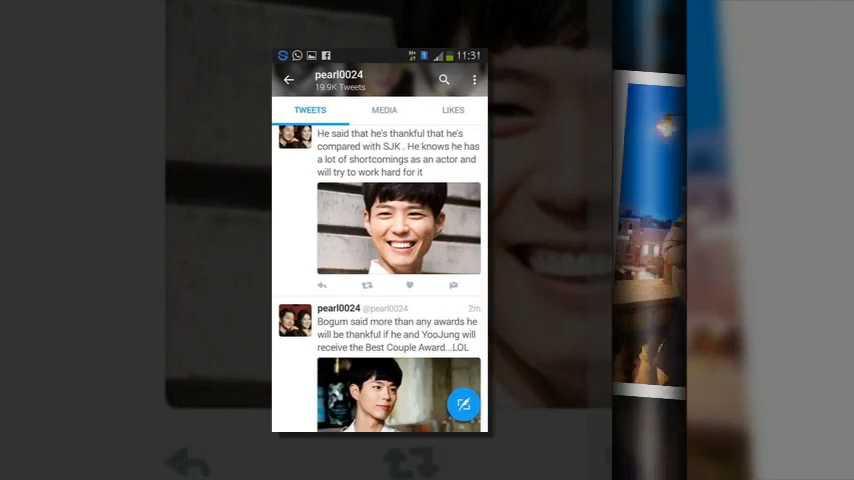 11:31
pearl0024
19.9K Tweets
TWEETS MEDIA LIKES
He said that he's thankful that he's
compared with SJK . He knows he has
a lot of shortcomings as an actor and
will try to work hard for it
pearl0024 @pearl0024 2m
Bogum said more than any awards he
will be thankful if he and YooJung will
receive the Best Couple Award...LOL